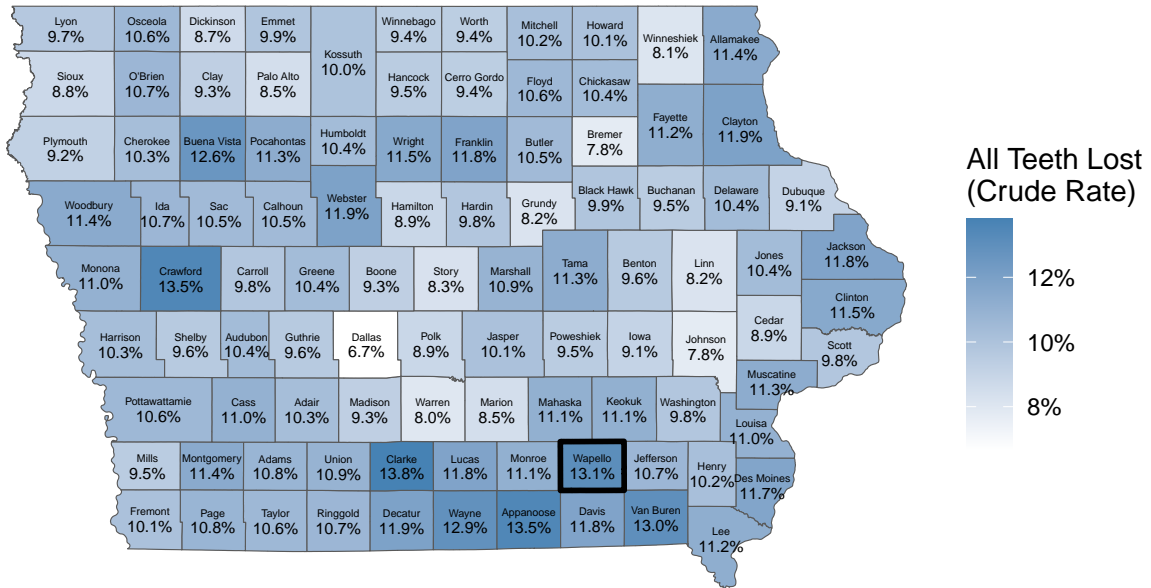 Lyon
9.7%
Osceola
10.6%
Dickinson
8.7%
Emmet
9.9%
Kossuth
10.0%
Winnebago
9.4%
Worth
9.4%
Mitchell
10.2%
Howard
10.1%
Winneshiek
8.1%
Allamakee
11.4%
Sioux
8.8%
O'Brien
10.7%
Clay
9.3%
Palo Alto
8.5%
Hancock
9.5%
Cerro Gordo
9.4%
Floyd
10.6%
Chickasaw
10.4%
Fayette
11.2%
Clayton
11.9%
Plymouth
9.2%
Cherokee
10.3%
Buena Vista
12.6%
Pocahontas
11.3%
Humboldt
10.4%
Wright
11.5%
Franklin
11.8%
Butler
10.5%
Bremer
7.8%
Woodbury
11.4%
Ida
10.7%
Sac
10.5%
Calhoun
10.5%
Webster
11.9%
Hamilton
8.9%
Hardin
9.8%
Grundy
8.2%
Black Hawk
9.9%
Buchanan
9.5%
Delaware
10.4%
Dubuque
9.1%
Monona
11.0%
Crawford
13.5%
Carroll
9.8%
Greene
10.4%
Boone
9.3%
Story
8.3%
Marshall
10.9%
Tama
11.3%
Benton
9.6%
Linn
8.2%
Jones
10.4%
Jackson
11.8%
Clinton
11.5%
Harrison
10.3%
Shelby
9.6%
Audubon
10.4%
Guthrie
9.6%
Dallas
6.7%
Polk
8.9%
Jasper
10.1%
Poweshiek
9.5%
Iowa
9.1%
Johnson
7.8%
Cedar
8.9%
Scott
9.8%
Muscatine
11.3%
Pottawattamie
10.6%
Cass
11.0%
Adair
10.3%
Madison
9.3%
Warren
8.0%
Marion
8.5%
Mahaska
11.1%
Keokuk
11.1%
Washington
9.8%
Louisa
11.0%
Mills
9.5%
Montgomery
11.4%
Adams
10.8%
Union
10.9%
Clarke
13.8%
Lucas
11.8%
Monroe
11.1%
Wapello
13.1%
Jefferson
10.7%
Henry
10.2%
Des Moines
11.7%
Fremont
10.1%
Page
10.8%
Taylor
10.6%
Ringgold
10.7%
Decatur
11.9%
Wayne
12.9%
Appanoose
13.5%
Davis
11.8%
Van Buren
13.0%
Lee
11.2%
All Teeth Lost
(Crude Rate)
12%
10%
8%